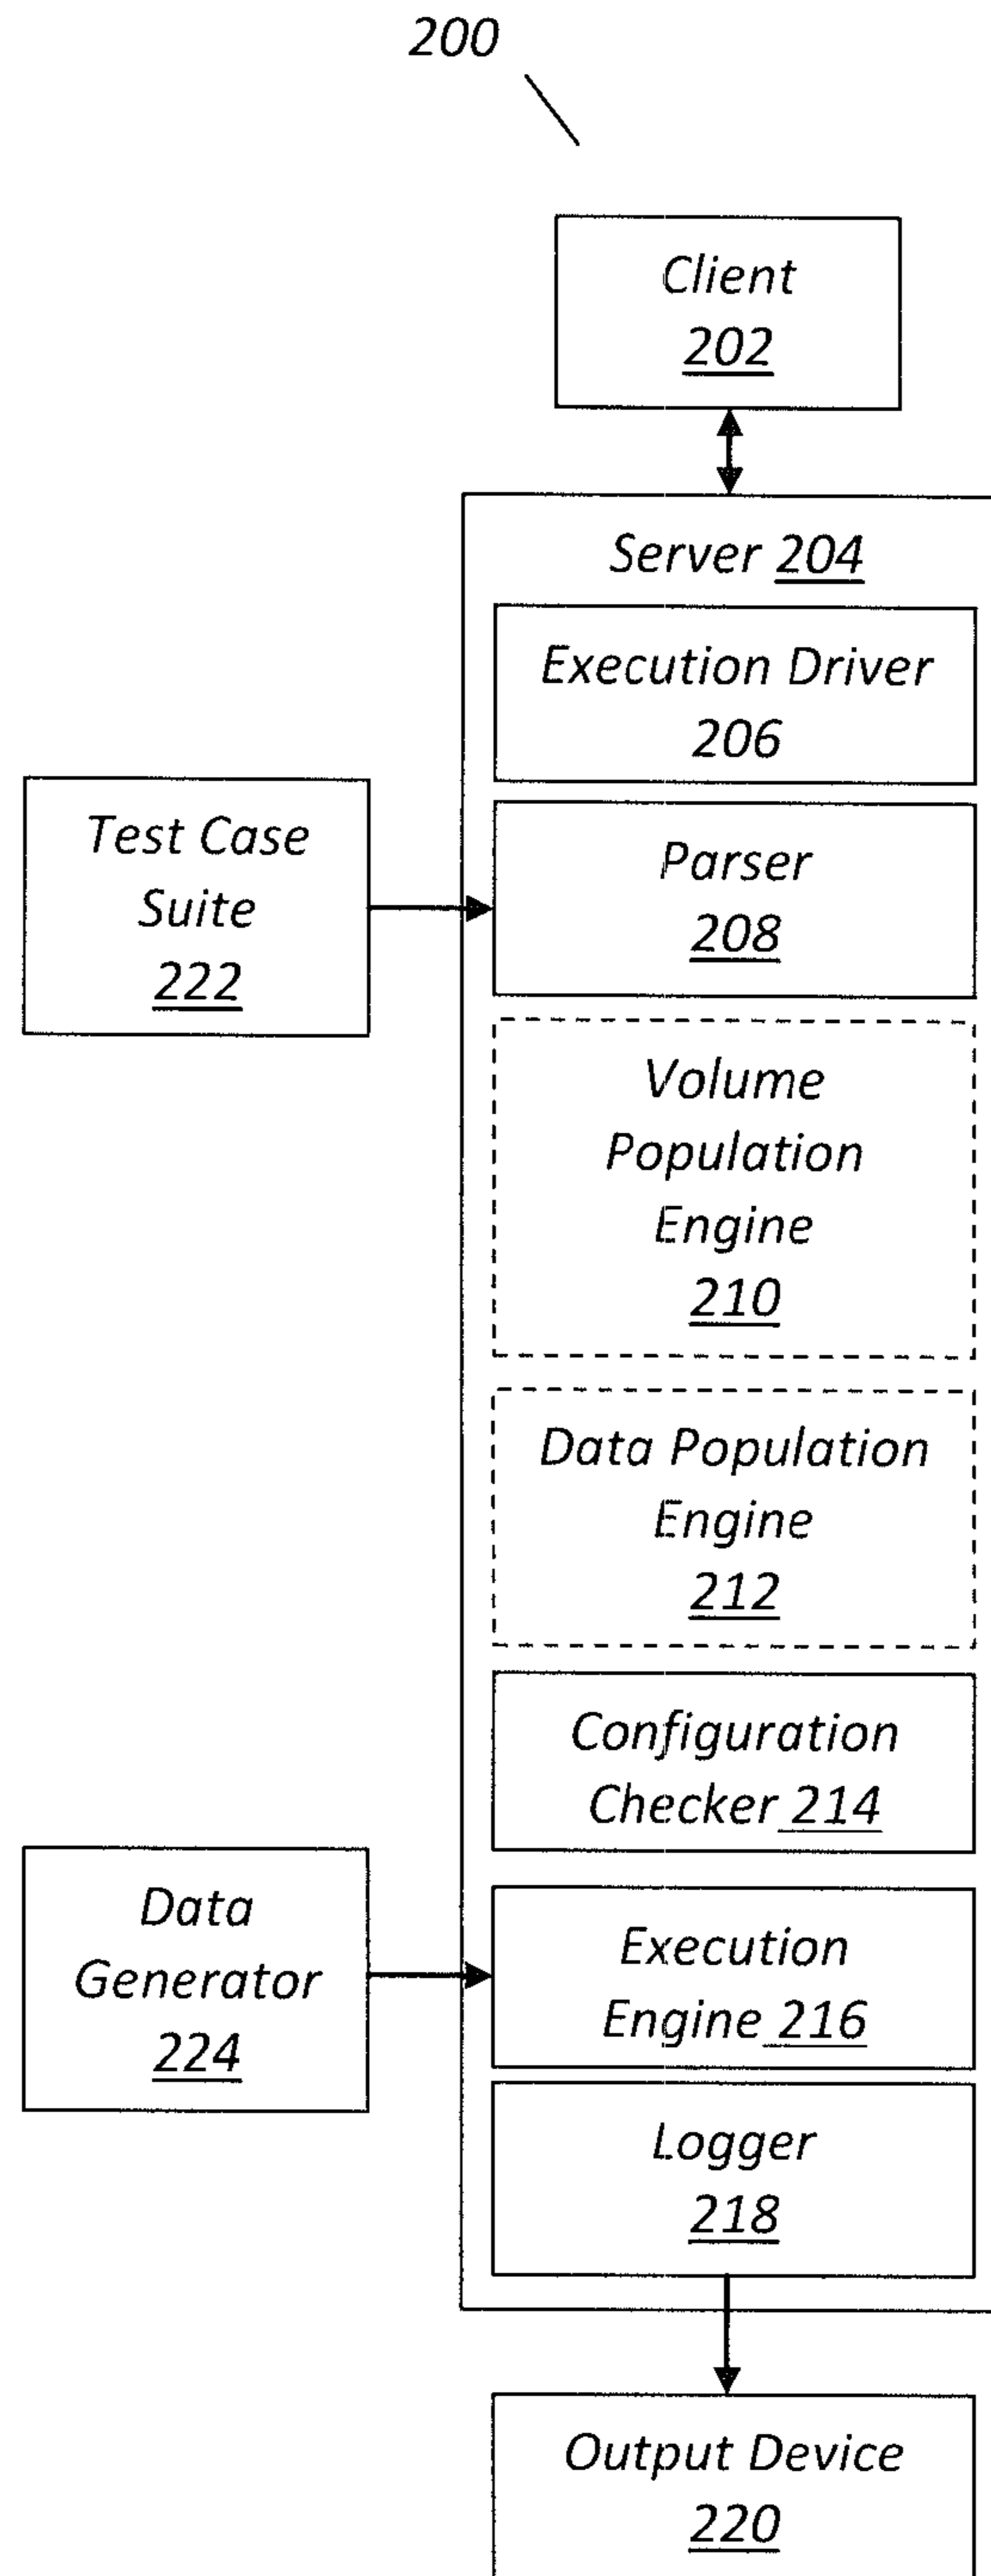 200
Client
202
Server 204
Execution Driver
206
Test Case
Suite
222
Parser
208
Volume
Population
Engine
210
Data Population
Engine
212
Configuration
Checker 214
Data
Generator
224
Execution
Engine 216
Logger
218
Output Device
220